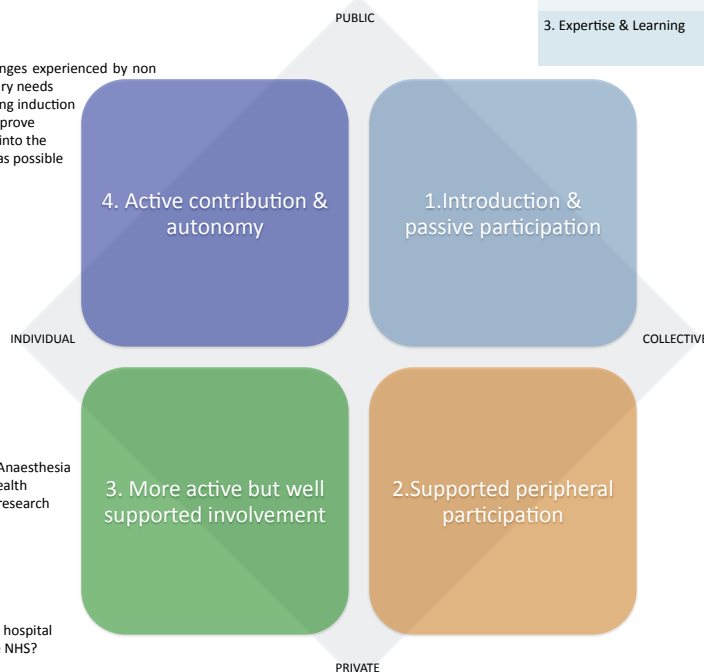 PUBLIC
3. Expertise & Learning
nges experienced by non
ry needs
ng induction
prove
into the
as possible
4. Active contribution &
autonomy
1.Introduction &
passive participation
INDIVIDUAL
COLLECTIVE
Anaesthesia
ealth
research
3. More active but well
supported involvement
2.Supported peripheral
participation
hospital
NHS?
PRIVATE